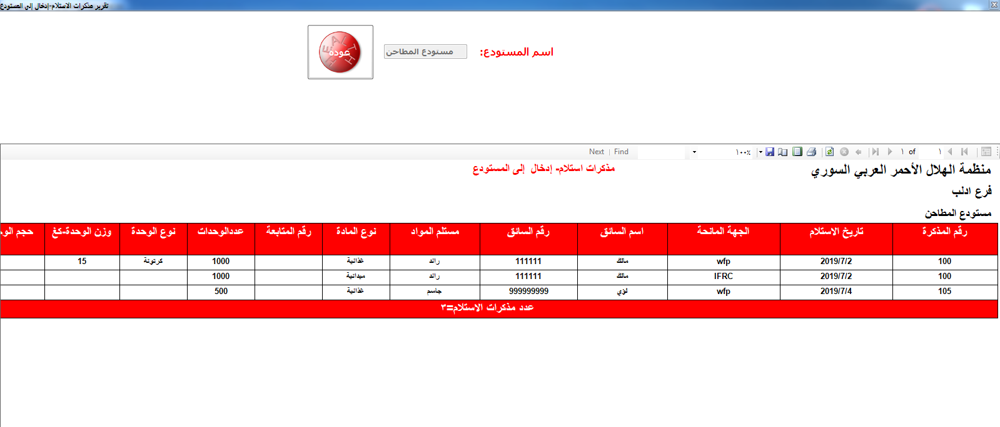 تقرير مذكرات الاستلام-إدخال إلى المستودع
اسم المستودع: مستودع المطاحن عودة
HEALTH
١ of ١ ١٠٠٪ Find | Next
منظمة الهلال الأحمر العربي السوري
مذكرات استلام- إدخال إلى المستودع
فرع ادلب
مستودع المطاحن
رقم المذكرة تاريخ الاستلام الجهة المانحة اسم السائق رقم السائق مستلم المواد نوع المادة رقم المتابعة عددالوحدات نوع الوحدة وزن الوحدة-كغ حجم الوح
100 2019/7/2 wfp مالك 111111 رائد غذائية 1000 كرتونة 15
100 2019/7/2 IFRC مالك 111111 رائد ميدانية 1000
105 2019/7/4 wfp لؤي 999999999 جاسم غذائية 500
عدد مذكرات الاستلام=٣